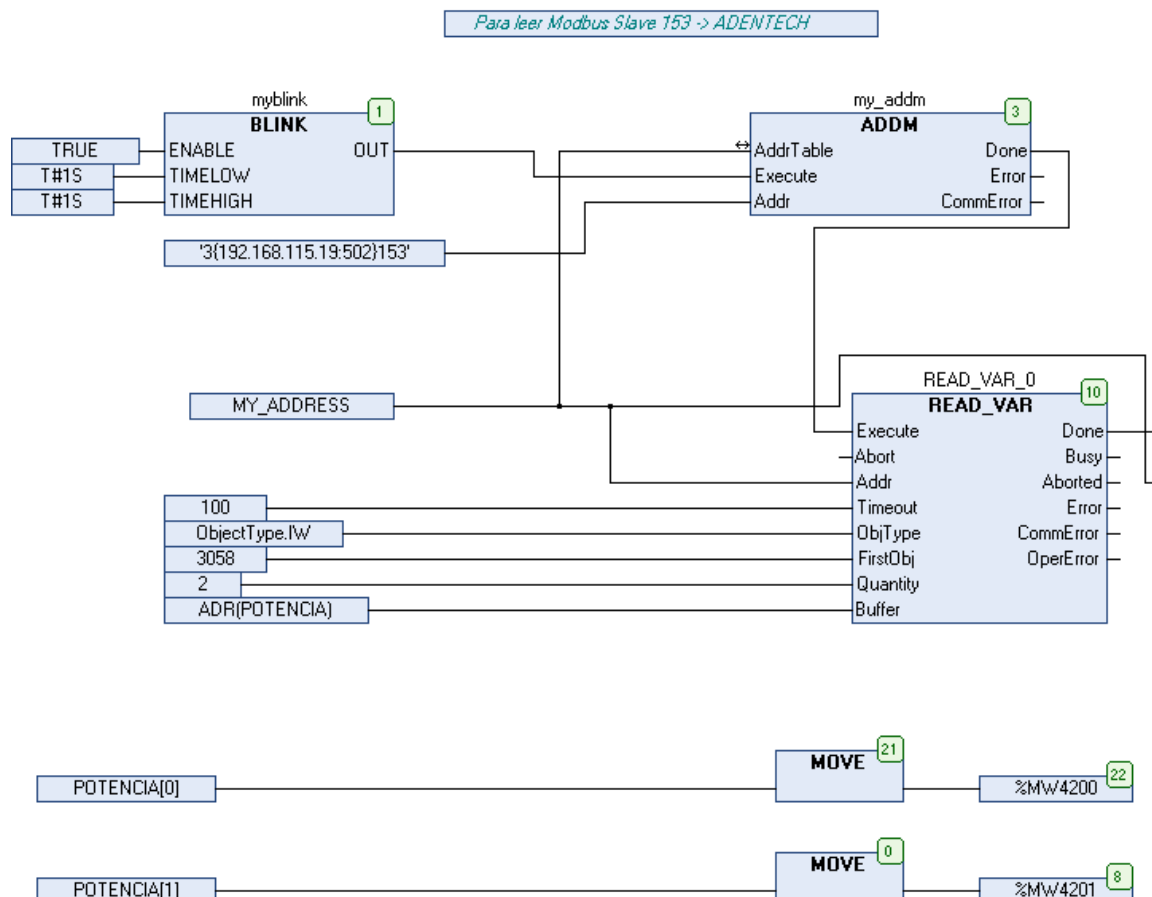 Para leer Modbus Slave 153 -> ADENTECH
myblink
1
BLINK
TRUE
ENABLE
OUT
T#1S
TIMELOW
T#1S
TIMEHIGH
my_addm
3
ADDM
AddrTable
Done
Execute
Error
Addr
CommError
'3{192.168.115.19:502}153'
MY_ADDRESS
READ_VAR_0
10
READ_VAR
Execute
Done
Abort
Busy
Addr
Aborted
100
Timeout
Error
ObjectType.IW
ObjType
CommError
3058
FirstObj
OperError
2
Quantity
ADR(POTENCIA)
Buffer
POTENCIA[0]
MOVE
21
%MW4200
22
POTENCIA[1]
MOVE
0
%MW4201
8